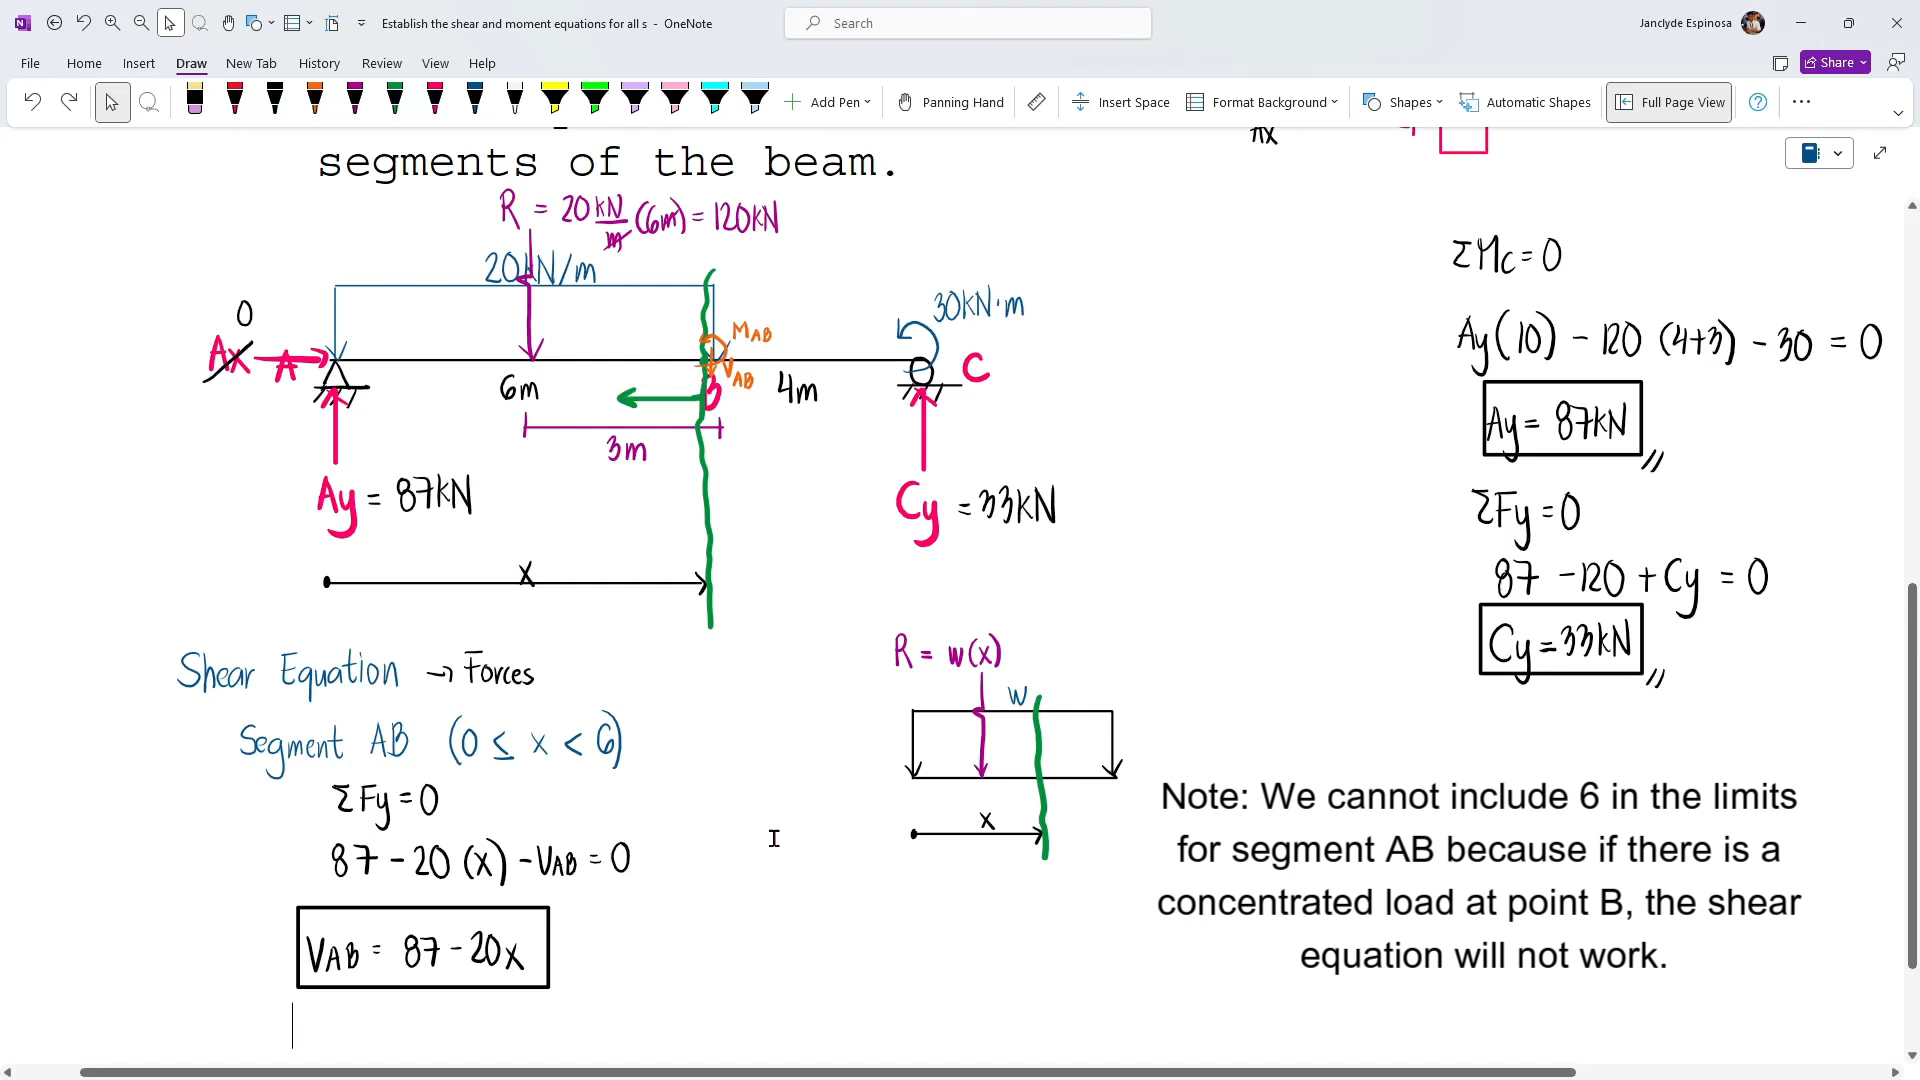 Establish the shear and moment equations for all s - OneNote
Search
Janclyde Espinosa
File Home Insert Draw New Tab History Review View Help
Share
Add Pen
Panning Hand
Insert Space
Format Background
Shapes
Automatic Shapes
Full Page View
segments of the beam.
R = 20 kN/m (6m) = 120kN
20kN/m
0
Ax
A
MAB
VAB
B
6m
4m
3m
30kN·m
C
Ay = 87kN
Cy = 33kN
x
ΣMc = 0
Ay(10) - 120 (4+3) - 30 = 0
Ay = 87kN
ΣFy = 0
87 - 120 + Cy = 0
Cy = 33kN
Shear Equation → Forces
Segment AB (0 ≤ x < 6)
ΣFy = 0
87 - 20 (x) - VAB = 0
VAB = 87 - 20x
R = w(x)
w
x
Note: We cannot include 6 in the limits
for segment AB because if there is a
concentrated load at point B, the shear
equation will not work.